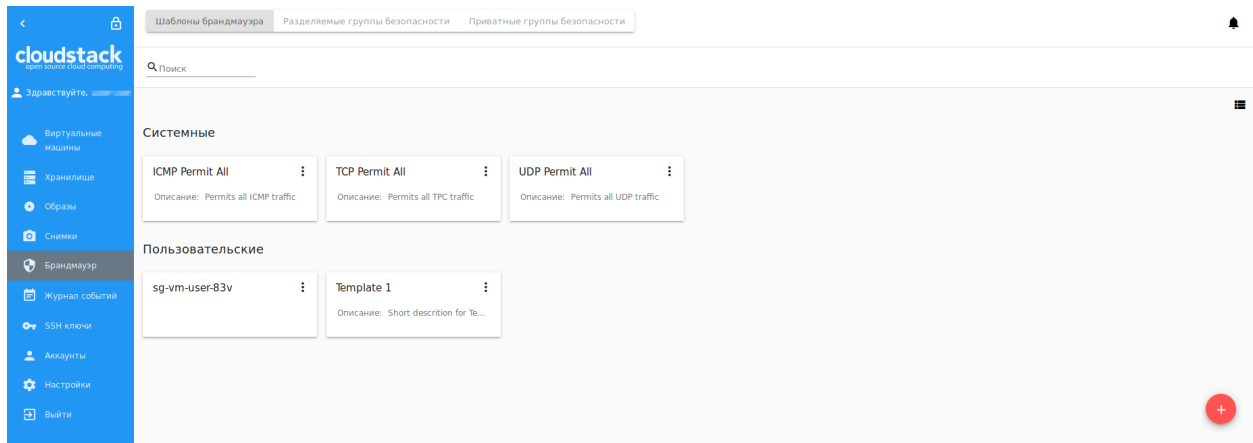 Шаблоны брандмауэра
Разделяемые группы безопасности
Приватные группы безопасности
cloudstack
open source cloud computing
Поиск
Здравствуйте,
Виртуальные
машины
Хранилище
Образы
Снимки
Брандмауэр
Журнал событий
SSH ключи
Аккаунты
Настройки
Выйти
Системные
ICMP Permit All
Описание: Permits all ICMP traffic
TCP Permit All
Описание: Permits all TPC traffic
UDP Permit All
Описание: Permits all UDP traffic
Пользовательские
sg-vm-user-83v
Template 1
Описание: Short descrition for Te...